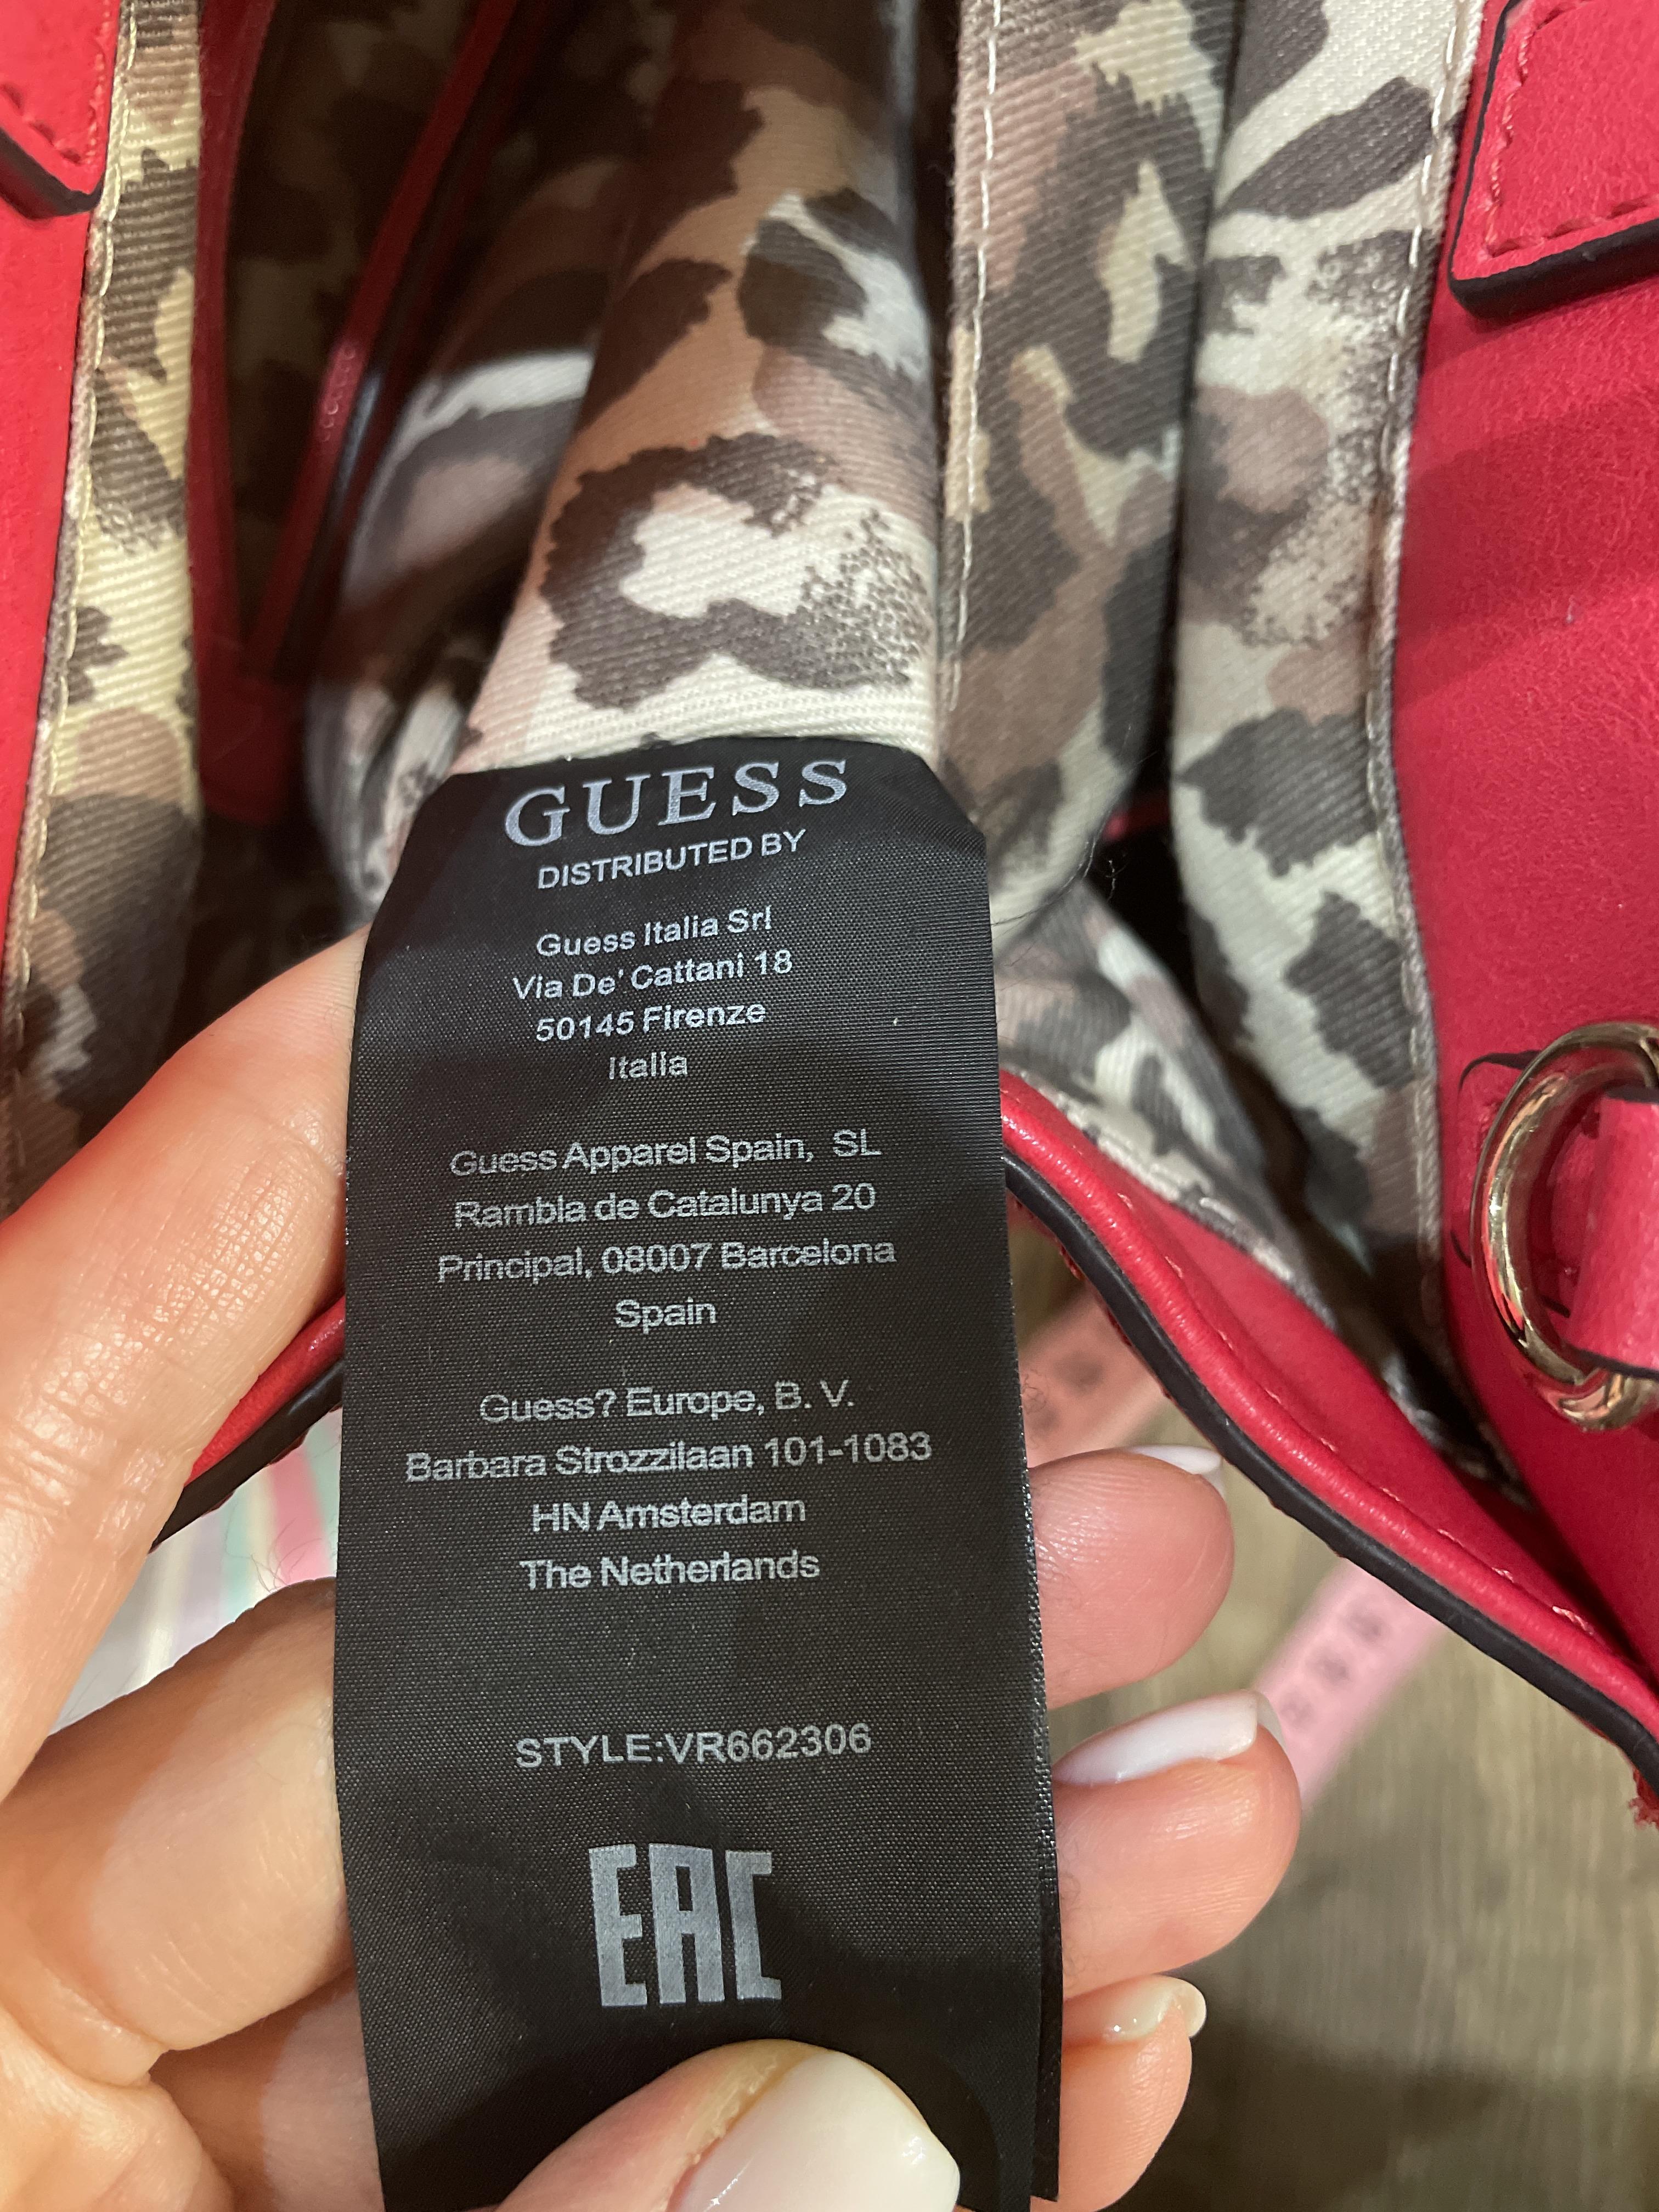 GUESS
DISTRIBUTED BY
Guess Italia Srl
Via De' Cattani 18
50145 Firenze
Italia
Guess Apparel Spain, SL
Rambla de Catalunya 20
Principal, 08007 Barcelona
Spain
Guess? Europe, B. V.
Barbara Strozzilaan 101-1083
HN Amsterdam
The Netherlands
STYLE:VR662306
EAC